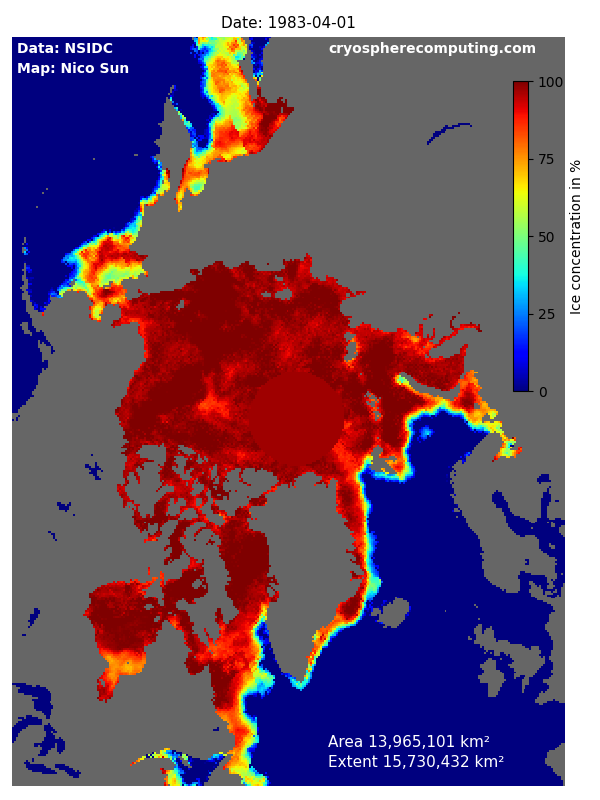 Date: 1983-04-01
Data: NSIDC
Map: Nico Sun
cryospherecomputing.com
100
75
50
25
0
Ice concentration in %
Area 13,965,101 km²
Extent 15,730,432 km²